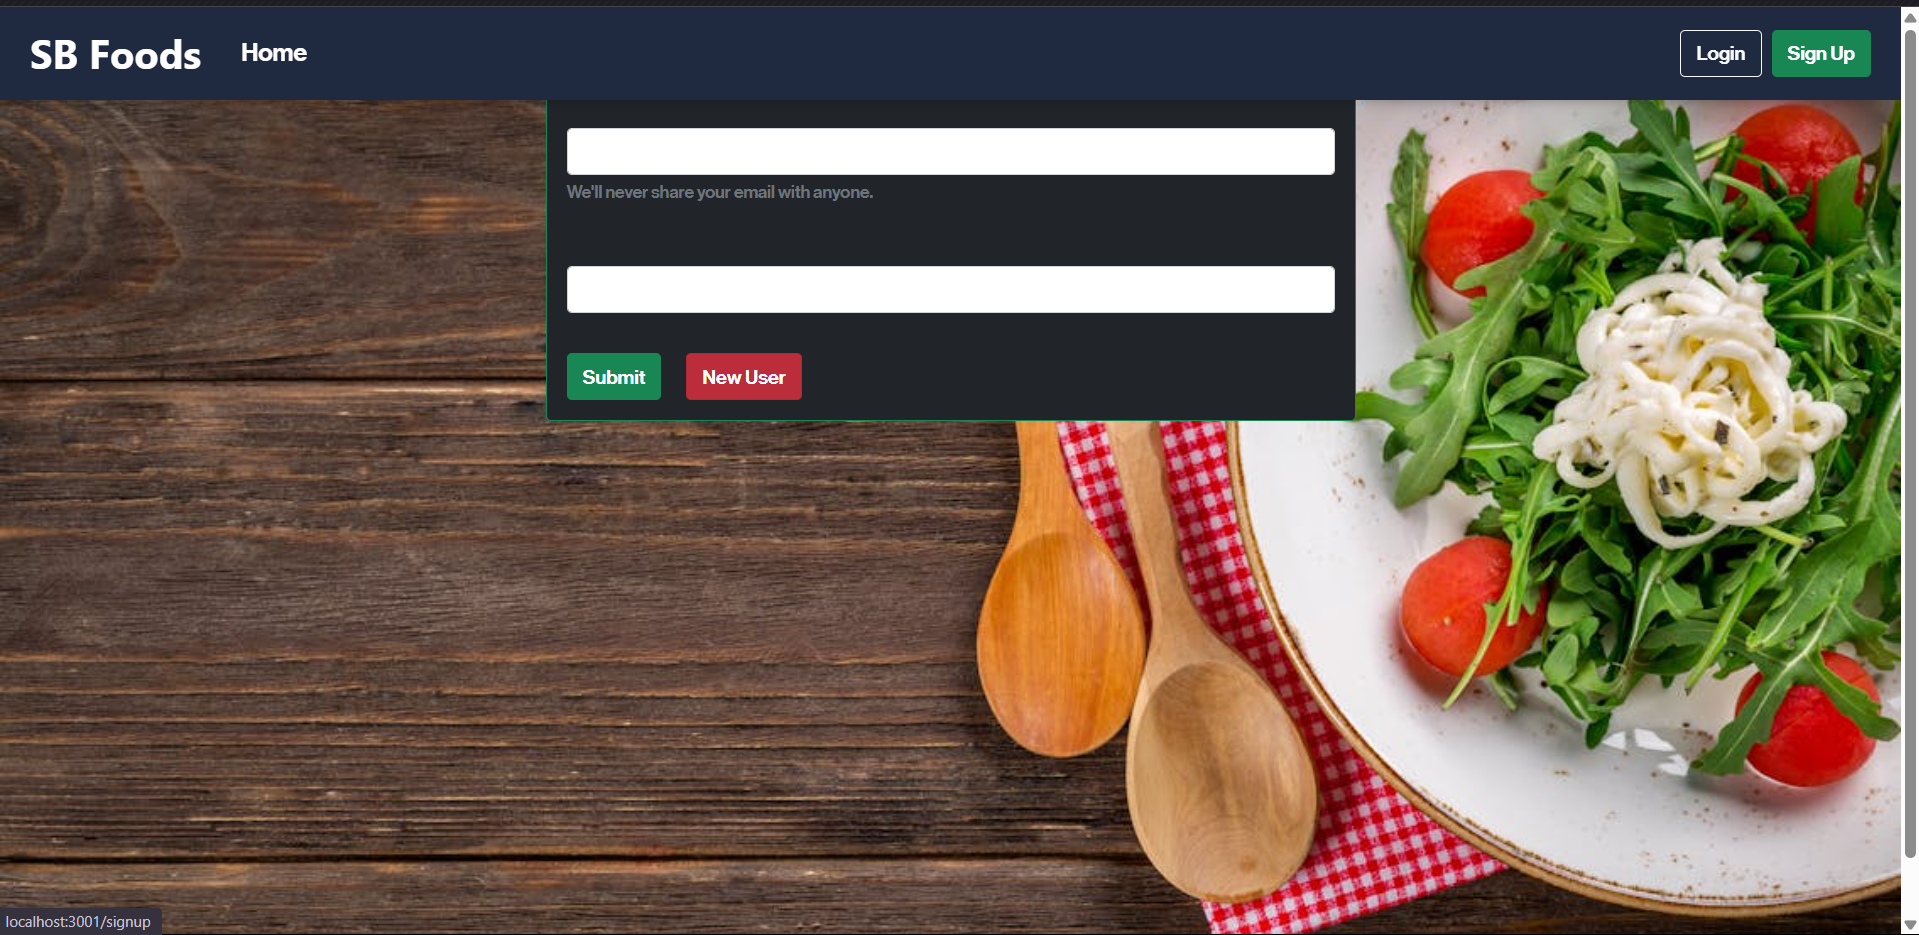 SB Foods Home Login Sign Up
We'll never share your email with anyone.
Submit New User
localhost:3001/signup